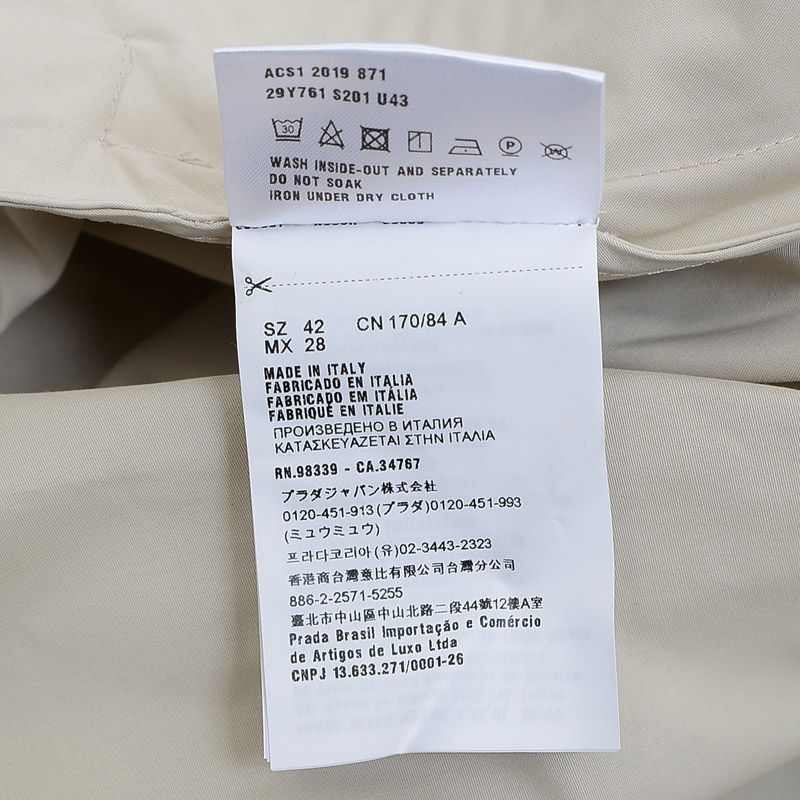 ACS1 2019 871
29Y761 S201 U43
30
P
WASH INSIDE-OUT AND SEPARATELY
DO NOT SOAK
IRON UNDER DRY CLOTH
SZ 42 CN 170/84 A
MX 28
MADE IN ITALY
FABRICADO EN ITALIA
FABRICADO EM ITÁLIA
FABRIQUÉ EN ITALIE
ПРОИЗВЕДЕНО В ИТАЛИЯ
ΚΑΤΑΣΚΕΥΑΖΕΤΑΙ ΣΤΗΝ ΙΤΑΛΙΑ
RN.98339 - CA.34767
プラダジャパン株式会社
0120-451-913(プラダ)0120-451-993
(ミュウミュウ)
프라다코리아(유)02-3443-2323
香港商台灣意比有限公司台灣分公司
886-2-2571-5255
臺北市中山區中山北路二段44號12樓A室
Prada Brasil Importação e Comércio
de Artigos de Luxo Ltda
CNPJ 13.633.271/0001-26